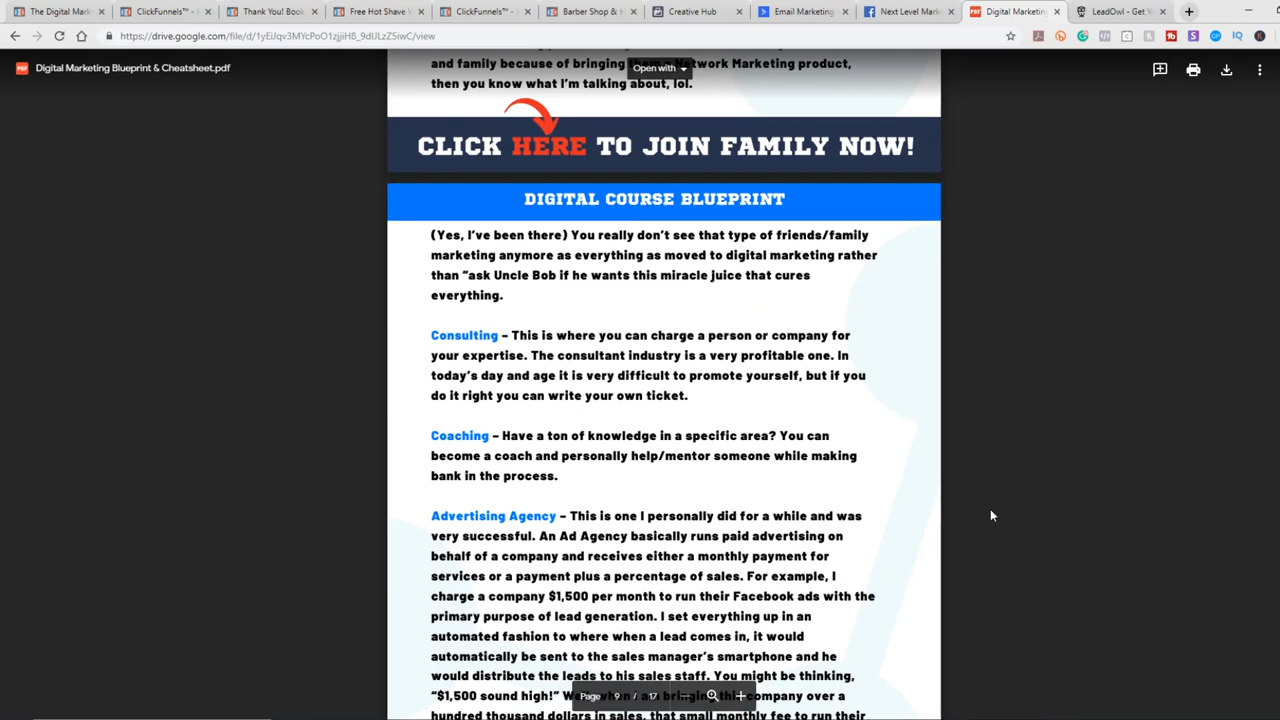 The Digital Mark
ClickFunnels™ -
Thank You! Book
Free Hot Shave
ClickFunnels™ -
Barber Shop & H
Creative Hub
Email Marketing
Next Level Mark
Digital Marketing
LeadOwl - Get Y
https://drive.google.com/file/d/1yEiJqv3MYcPoO1zjjiH8_9dlJLzZ5iwC/view
PDF Digital Marketing Blueprint & Cheatsheet.pdf
Open with
and family because of bringing them a Network Marketing product,
then you know what I'm talking about, lol.
CLICK HERE TO JOIN FAMILY NOW!
DIGITAL COURSE BLUEPRINT
(Yes, I've been there) You really don't see that type of friends/family
marketing anymore as everything as moved to digital marketing rather
than “ask Uncle Bob if he wants this miracle juice that cures
everything.
Consulting – This is where you can charge a person or company for
your expertise. The consultant industry is a very profitable one. In
today's day and age it is very difficult to promote yourself, but if you
do it right you can write your own ticket.
Coaching – Have a ton of knowledge in a specific area? You can
become a coach and personally help/mentor someone while making
bank in the process.
Advertising Agency – This is one I personally did for a while and was
very successful. An Ad Agency basically runs paid advertising on
behalf of a company and receives either a monthly payment for
services or a payment plus a percentage of sales. For example, I
charge a company $1,500 per month to run their Facebook ads with the
primary purpose of lead generation. I set everything up in an
automated fashion to where when a lead comes in, it would
automatically be sent to the sales manager's smartphone and he
would distribute the leads to his sales staff. You might be thinking,
“$1,500 sound high!” bringing company over a
Page 9 / 17
hundred thousand dollars in sales, that small monthly fee to run their